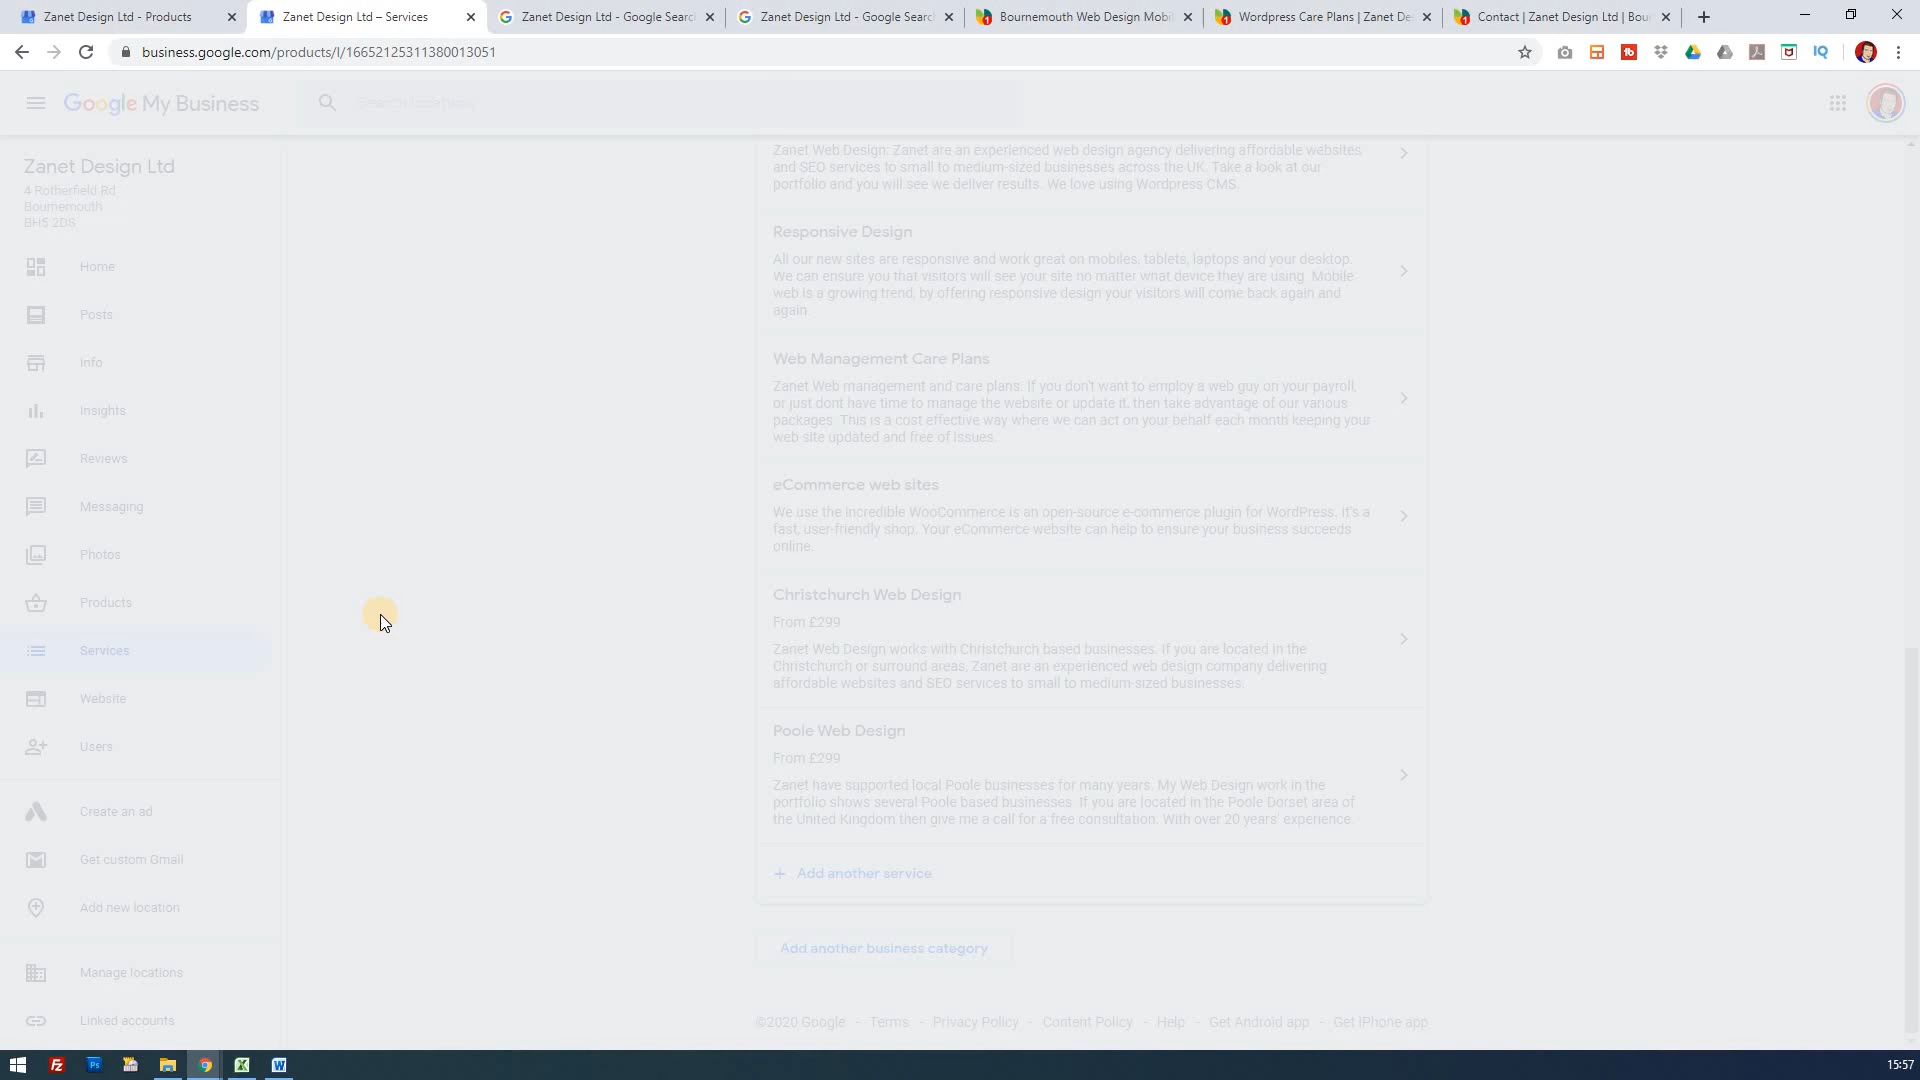 Zanet Design Ltd - Products
Zanet Design Ltd – Services
Zanet Design Ltd - Google Searc
Zanet Design Ltd - Google Searc
Bournemouth Web Design Mobil
Wordpress Care Plans | Zanet De
Contact | Zanet Design Ltd | Bou
business.google.com/products/l/16652125311380013051
Google My Business
Search locations
Zanet Design Ltd
4 Rotherfield Rd
Bournemouth
BH5 2DS
Home
Posts
Info
Insights
Reviews
Messaging
Photos
Products
Services
Website
Users
Create an ad
Get custom Gmail
Add new location
Manage locations
Linked accounts
Zanet Web Design: Zanet are an experienced web design agency delivering affordable websites
and SEO services to small to medium-sized businesses across the UK. Take a look at our
portfolio and you will see we deliver results. We love using Wordpress CMS.
Responsive Design
All our new sites are responsive and work great on mobiles, tablets, laptops and your desktop.
We can ensure you that visitors will see your site no matter what device they are using. Mobile
web is a growing trend, by offering responsive design your visitors will come back again and
again.
Web Management Care Plans
Zanet Web management and care plans. If you don't want to employ a web guy on your payroll,
or just dont have time to manage the website or update it, then take advantage of our various
packages. This is a cost effective way where we can act on your behalf each month keeping your
web site updated and free of issues.
eCommerce web sites
We use the incredible WooCommerce is an open-source e-commerce plugin for WordPress. It's a
fast, user-friendly shop. Your eCommerce website can help to ensure your business succeeds
online.
Christchurch Web Design
From £299
Zanet Web Design works with Christchurch based businesses. If you are located in the
Christchurch or surround areas, Zanet are an experienced web design company delivering
affordable websites and SEO services to small to medium-sized businesses.
Poole Web Design
From £299
Zanet have supported local Poole businesses for many years. My Web Design work in the
portfolio shows several Poole based businesses. If you are located in the Poole Dorset area of
the United Kingdom then give me a call for a free consultation. With over 20 years' experience.
+ Add another service
Add another business category
©2020 Google - Terms - Privacy Policy - Content Policy - Help - Get Android app - Get iPhone app
15:57